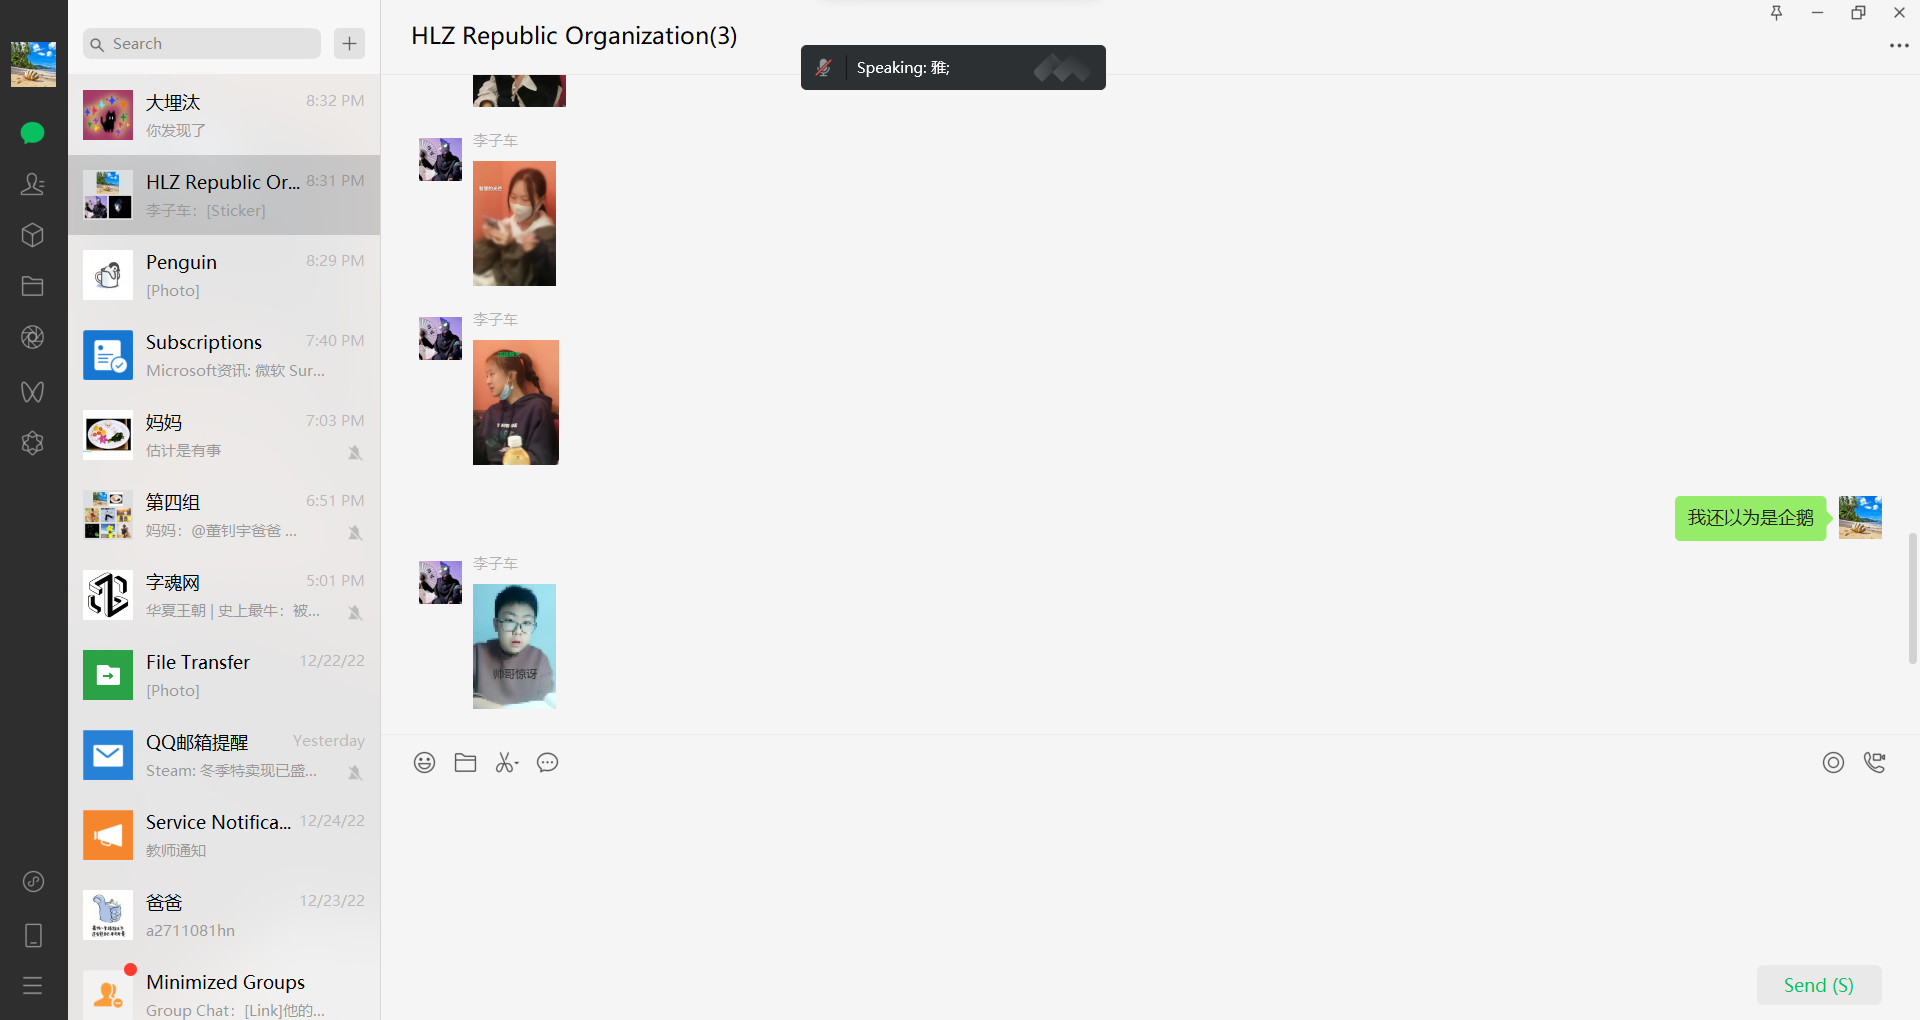 Search
大埋汰
8:32 PM
你发现了
HLZ Republic Or...
8:31 PM
李子车: [Sticker]
Penguin
8:29 PM
[Photo]
Subscriptions
7:40 PM
Microsoft资讯: 微软 Sur...
妈妈
7:03 PM
估计是有事
第四组
6:51 PM
妈妈: @董钊宇爸爸 ...
字魂网
5:01 PM
华夏王朝 | 史上最牛: 被...
File Transfer
12/22/22
[Photo]
QQ邮箱提醒
Yesterday
Steam: 冬季特卖现已盛...
Service Notifica...
12/24/22
教师通知
爸爸
12/23/22
a2711081hn
Minimized Groups
Group Chat: [Link]他的...
HLZ Republic Organization(3)
Speaking: 雅;
李子车
李子车
我还以为是企鹅
李子车
帅哥惊讶
Send (S)